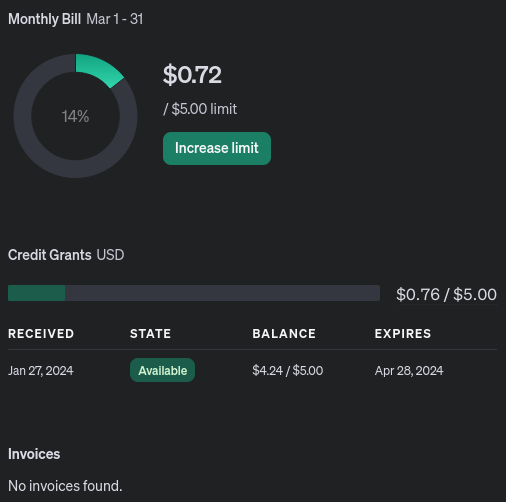 Monthly Bill Mar 1 - 31
14%
$0.72
/ $5.00 limit
Increase limit
Credit Grants USD
$0.76 / $5.00
RECEIVED STATE BALANCE EXPIRES
Jan 27, 2024 Available $4.24 / $5.00 Apr 28, 2024
Invoices
No invoices found.